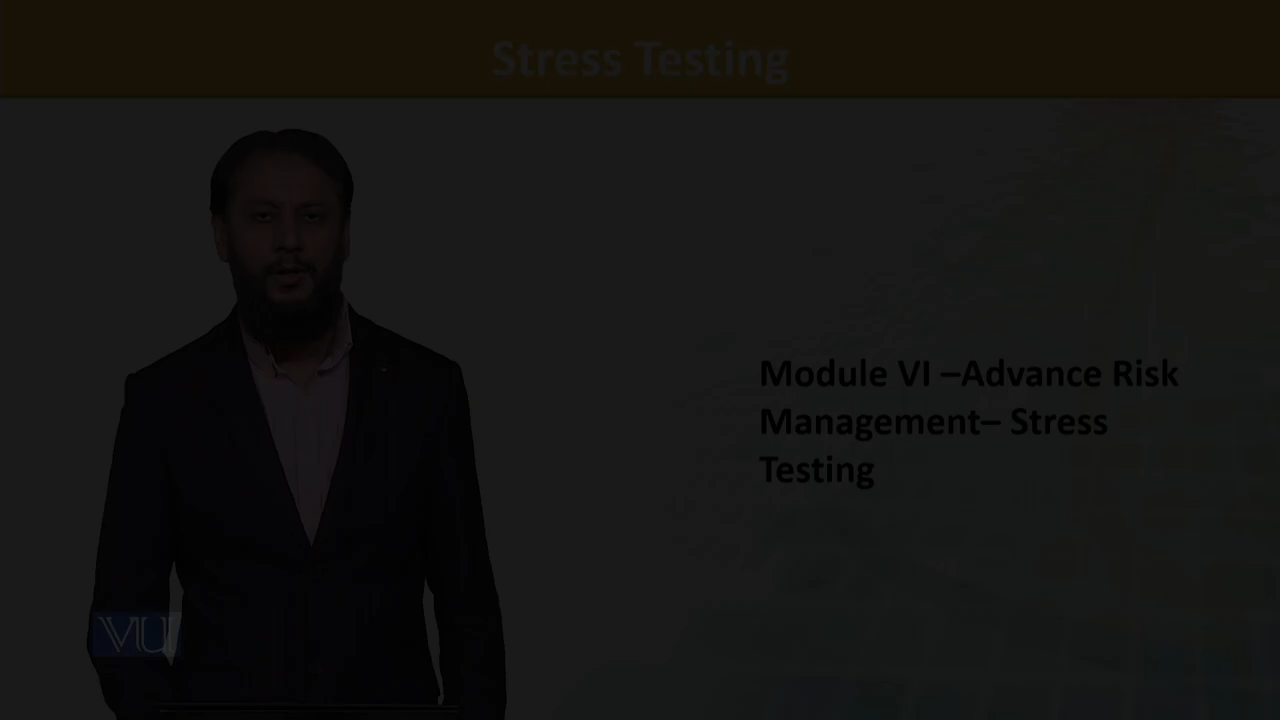 Stress Testing
Module VI –Advance Risk
Management– Stress
Testing
VU